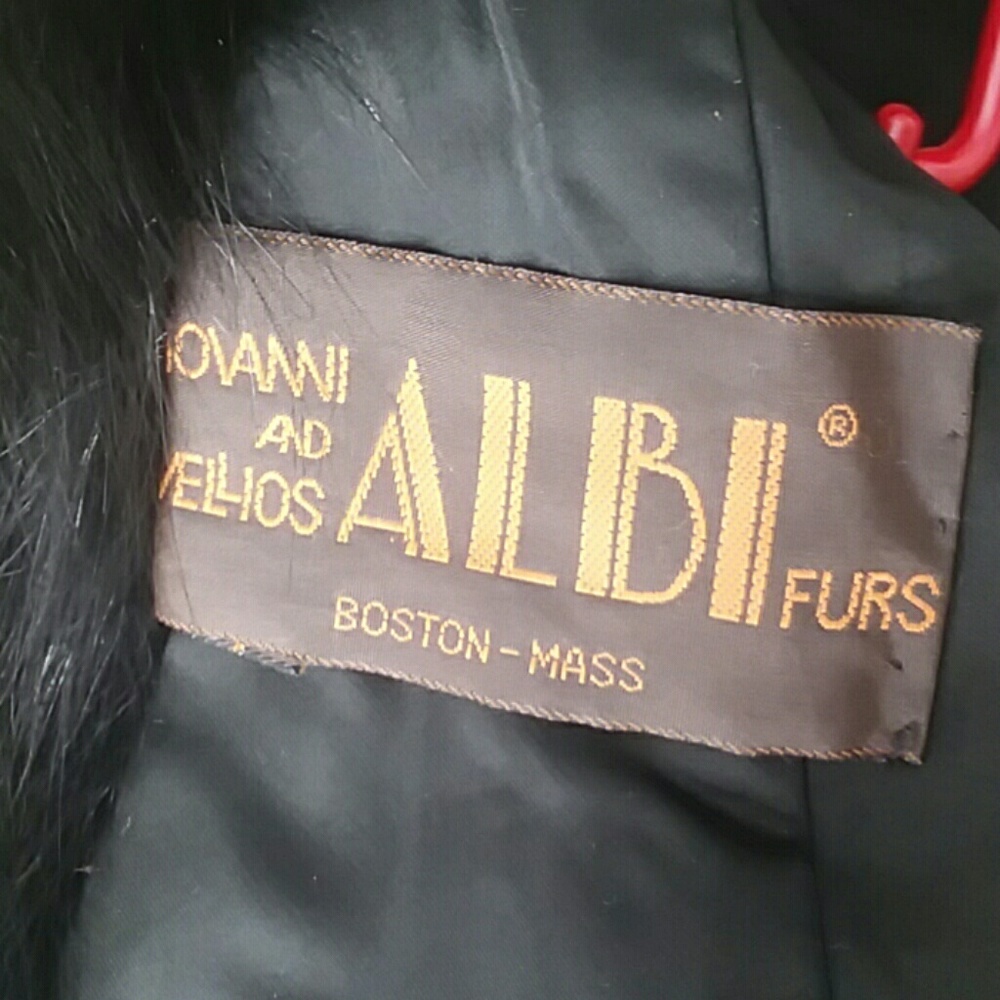 IOVANNI
AND
VELLIOS
ALBI®
FURS
BOSTON - MASS